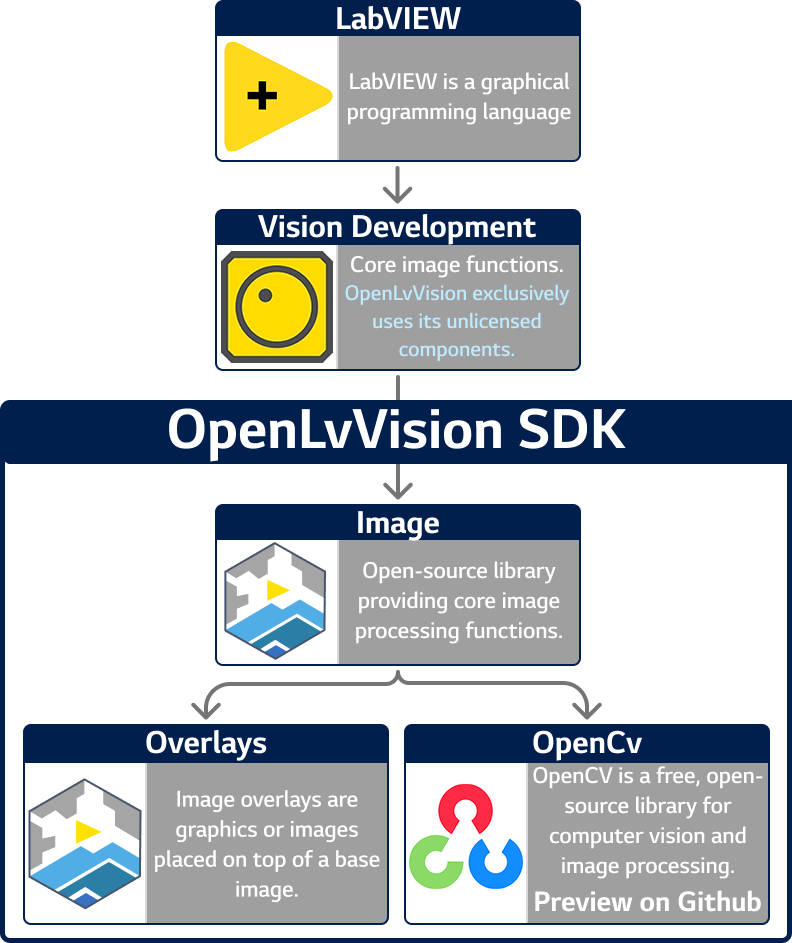 LabVIEW
LabVIEW is a graphical
programming language
Vision Development
Core image functions.
OpenLvVision exclusively
uses its unlicensed
components.
OpenLvVision SDK
Image
Open-source library
providing core image
processing functions.
Overlays
Image overlays are
graphics or images
placed on top of a base
image.
OpenCv
OpenCV is a free, open-
source library for
computer vision and
image processing.
Preview on Github